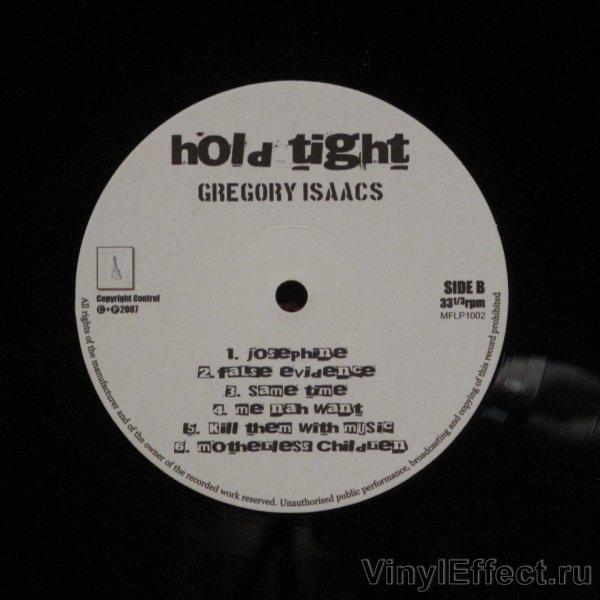 hold tight
GREGORY ISAACS
Copyright Control
©+℗2007
SIDE B
33 1/3 rpm
MFLP1002
1. Josephine
2. false evidence
3. same time
4. me nah want
5. Kill them with music
6. motherless children
All rights of the manufacturer and of the owner of the recorded work reserved. Unauthorised public performance, broadcasting and copying of this record prohibited
VinylEffect.ru